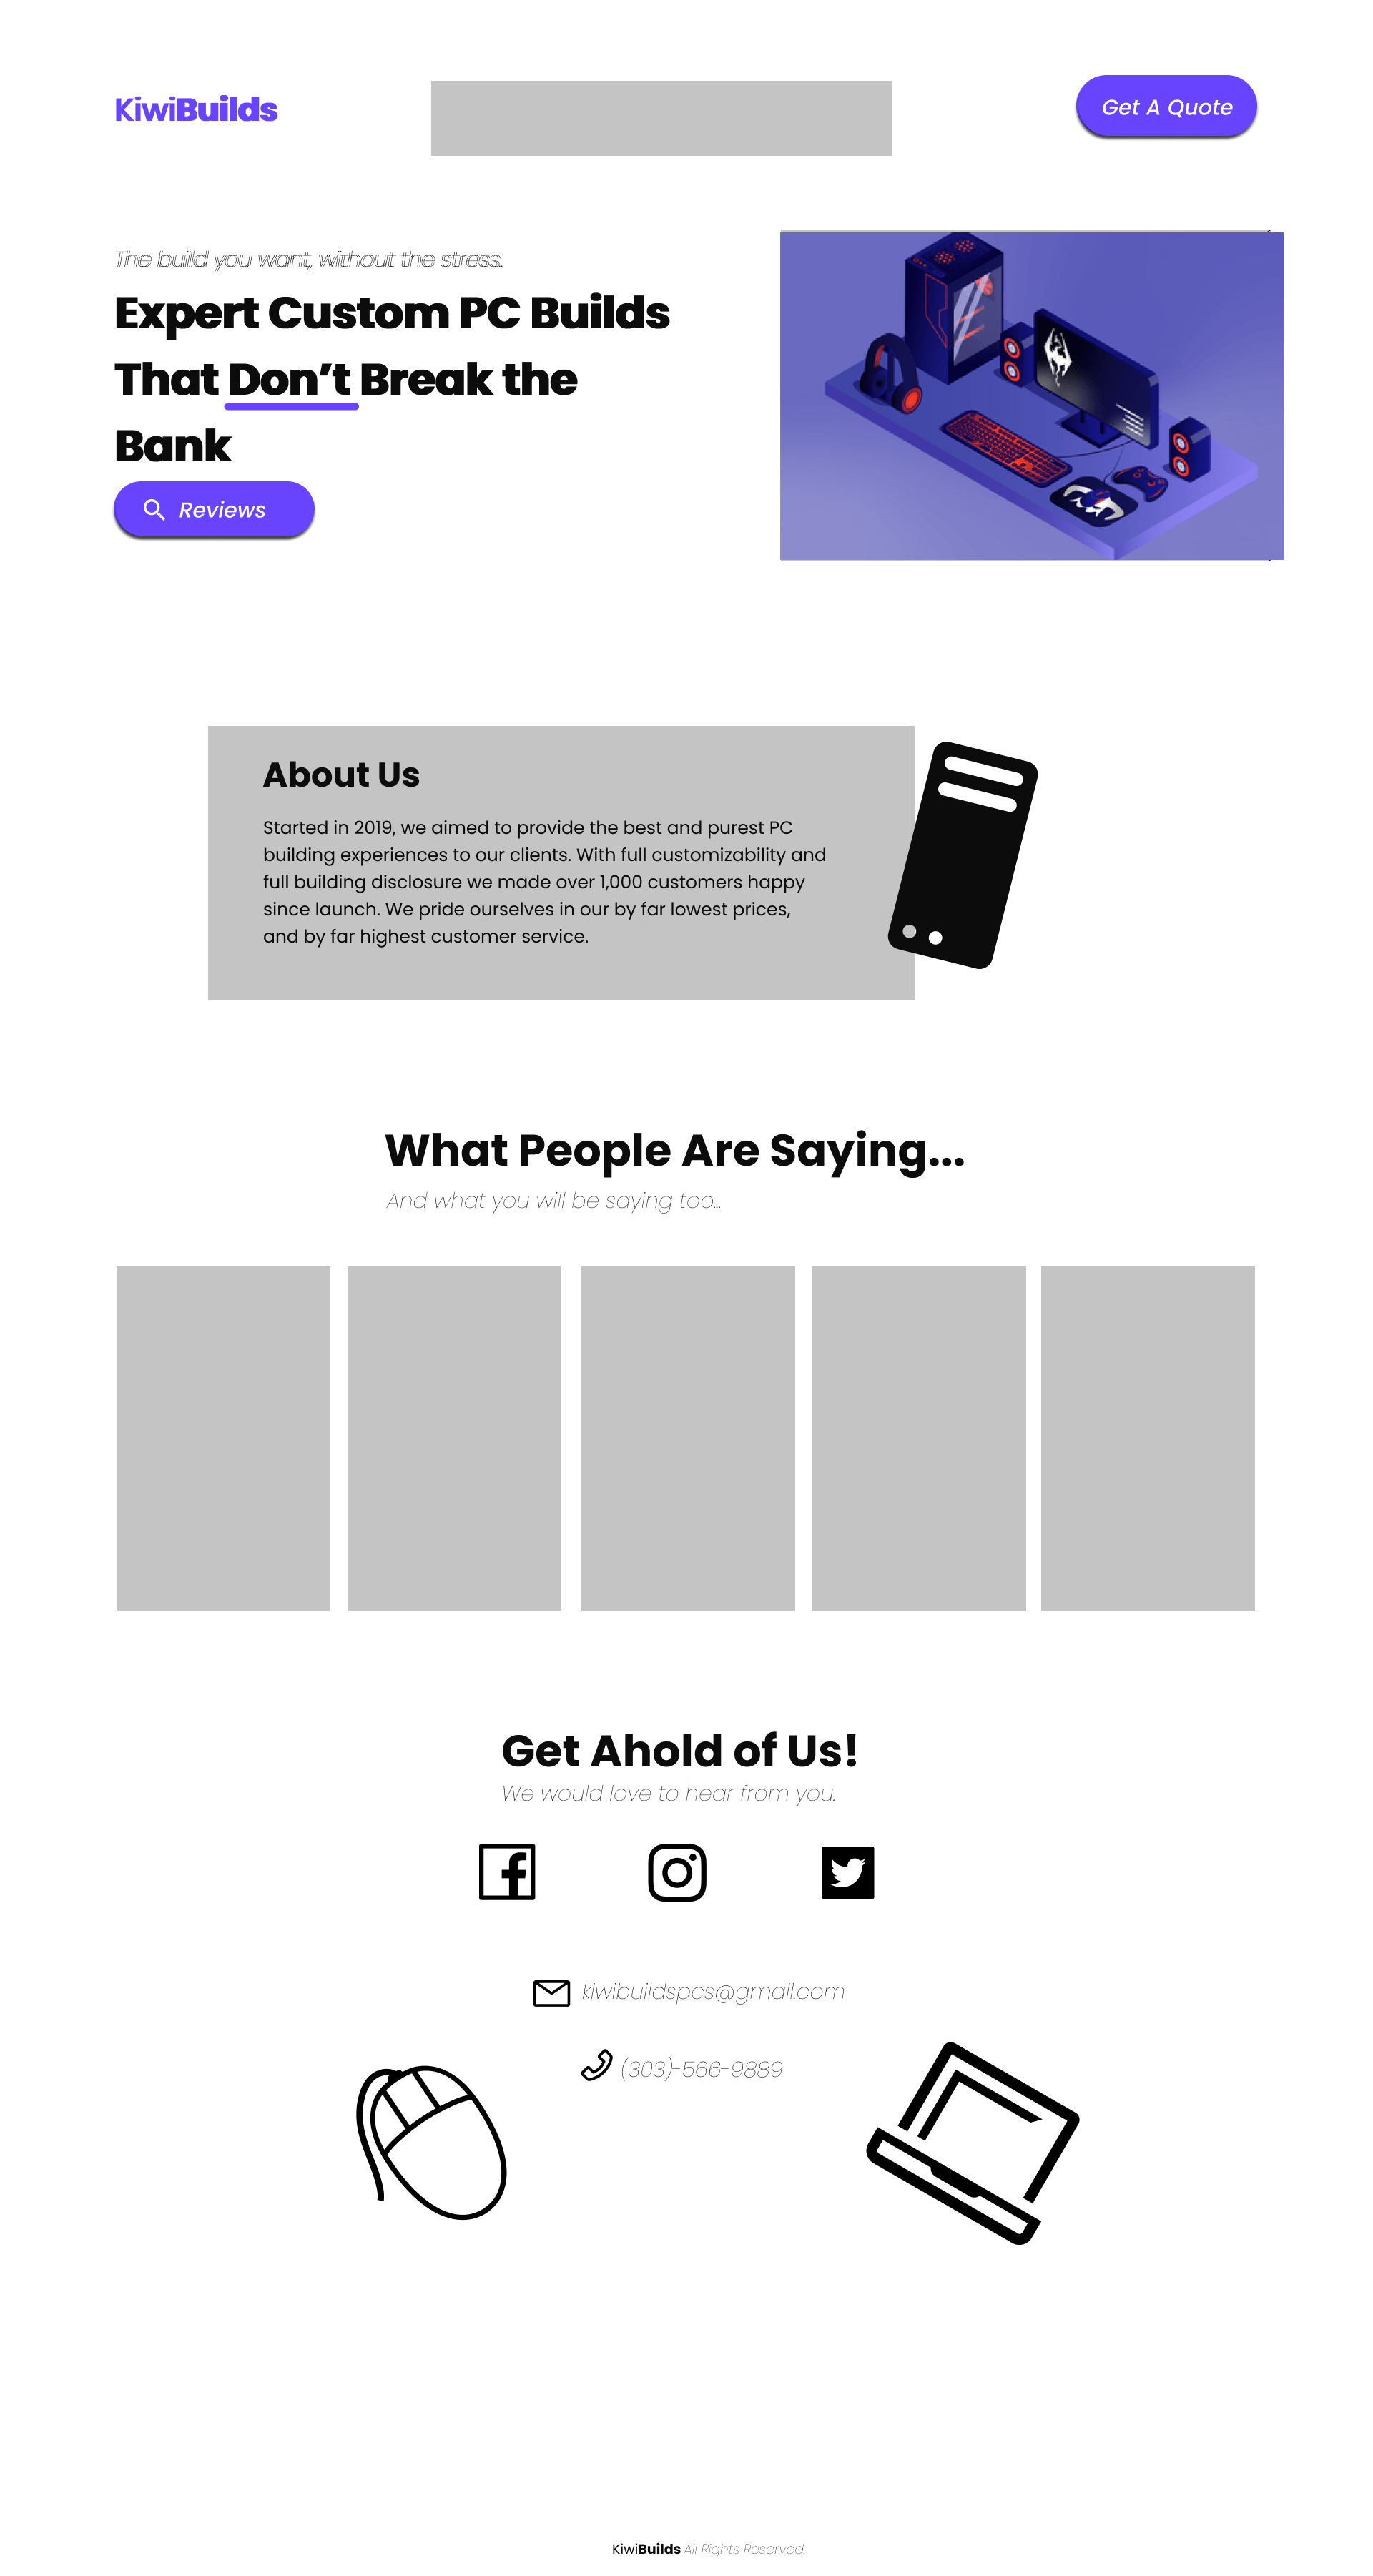 KiwiBuilds
Get A Quote
The build you want, without the stress.
Expert Custom PC Builds
That Don’t Break the
Bank
Reviews
About Us
Started in 2019, we aimed to provide the best and purest PC
building experiences to our clients. With full customizability and
full building disclosure we made over 1,000 customers happy
since launch. We pride ourselves in our by far lowest prices,
and by far highest customer service.
What People Are Saying...
And what you will be saying too...
Get Ahold of Us!
We would love to hear from you.
kiwibuildspcs@gmail.com
(303)-566-9889
KiwiBuilds All Rights Reserved.